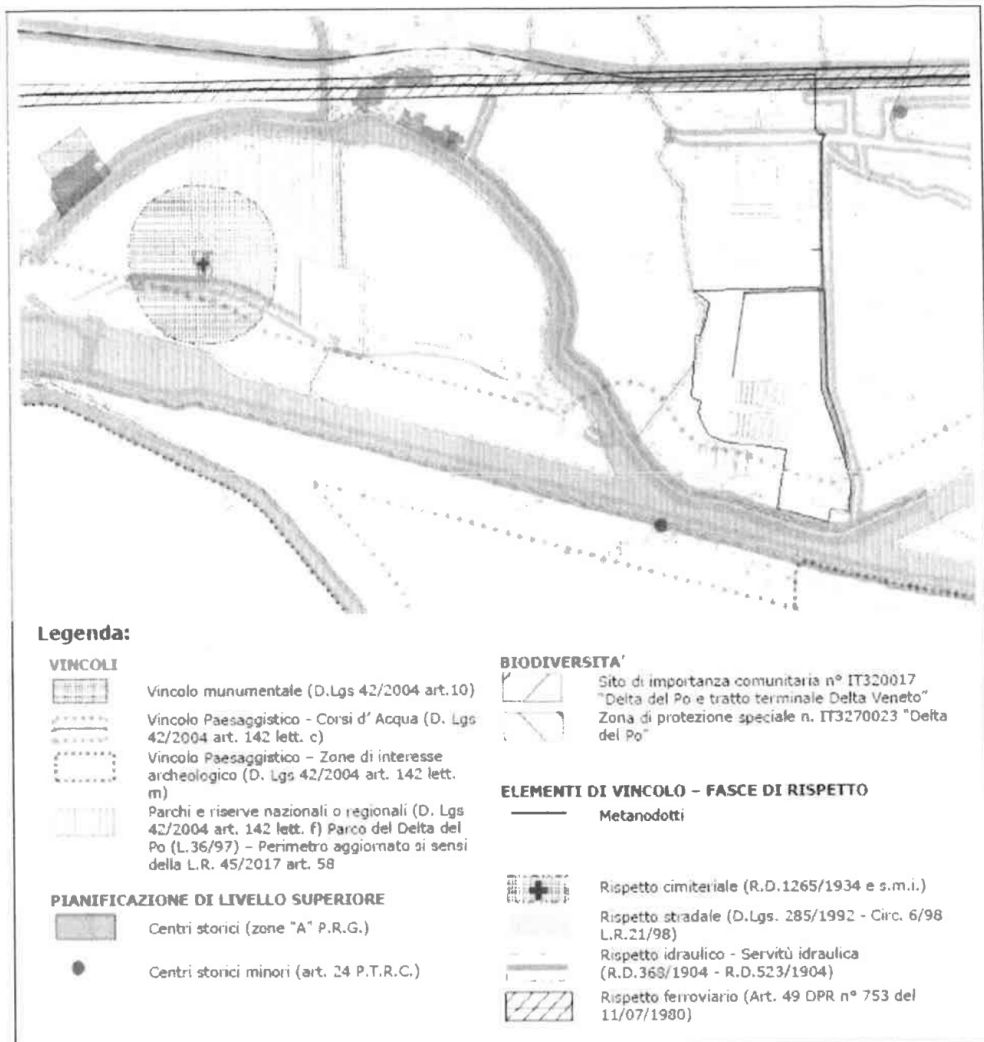 Legenda:
VINCOLI
Vincolo munumentale (D.Lgs 42/2004 art.10)
Vincolo Paesaggistico - Corsi d' Acqua (D. Lgs
42/2004 art. 142 lett. c)
Vincolo Paesaggistico – Zone di interesse
archeologico (D. Lgs 42/2004 art. 142 lett.
m)
Parchi e riserve nazionali o regionali (D. Lgs
42/2004 art. 142 lett. f) Parco del Delta del
Po (L.36/97) – Perimetro aggiornato si sensi
della L.R. 45/2017 art. 58
PIANIFICAZIONE DI LIVELLO SUPERIORE
Centri storici (zone "A" P.R.G.)
Centri storici minori (art. 24 P.T.R.C.)
BIODIVERSITA'
Sito di importanza comunitaria n° IT320017
"Delta del Po e tratto terminale Delta Veneto"
Zona di protezione speciale n. IT3270023 "Delta
del Po"
ELEMENTI DI VINCOLO – FASCE DI RISPETTO
Metanodotti
Rispetto cimiteriale (R.D.1265/1934 e s.m.i.)
Rispetto stradale (D.Lgs. 285/1992 - Circ. 6/98
L.R.21/98)
Rispetto idraulico - Servitù idraulica
(R.D.368/1904 - R.D.523/1904)
Rispetto ferroviario (Art. 49 DPR n° 753 del
11/07/1980)